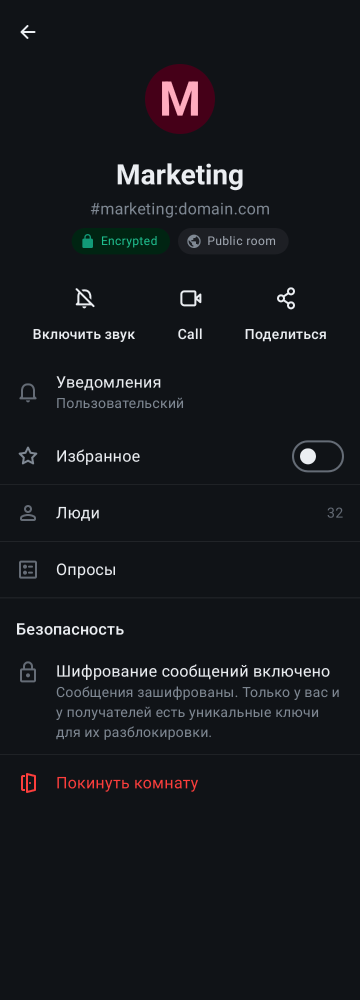 M
Marketing
#marketing:domain.com
Encrypted
Public room
Включить звук
Call
Поделиться
Уведомления
Пользовательский
Избранное
Люди
32
Опросы
Безопасность
Шифрование сообщений включено
Сообщения зашифрованы. Только у вас и
у получателей есть уникальные ключи
для их разблокировки.
Покинуть комнату